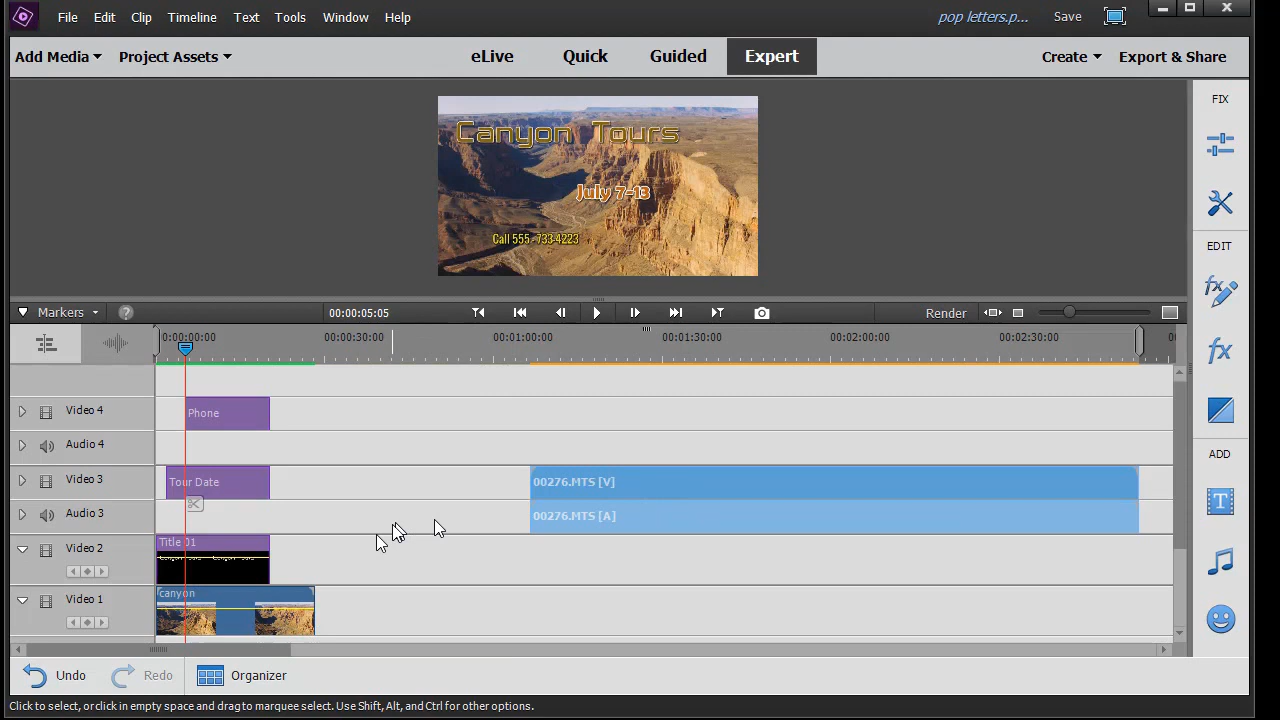 File Edit Clip Timeline Text Tools Window Help pop letters.p... Save
Add Media Project Assets eLive Quick Guided Expert Create Export & Share
FIX
Canyon Tours
July 7-13
Call 555 - 733-4223
EDIT
Markers ? 00:00:05:05 Render
0:00:00:00 00:00:30:00 00:01:00:00 00:01:30:00 00:02:00:00 00:02:30:00
Video 4 Phone
Audio 4
ADD
Video 3 Tour Date 00276.MTS [V]
Audio 3 00276.MTS [A]
Video 2 Title 01
Video 1 canyon
Undo Redo Organizer
Click to select, or click in empty space and drag to marquee select. Use Shift, Alt, and Ctrl for other options.